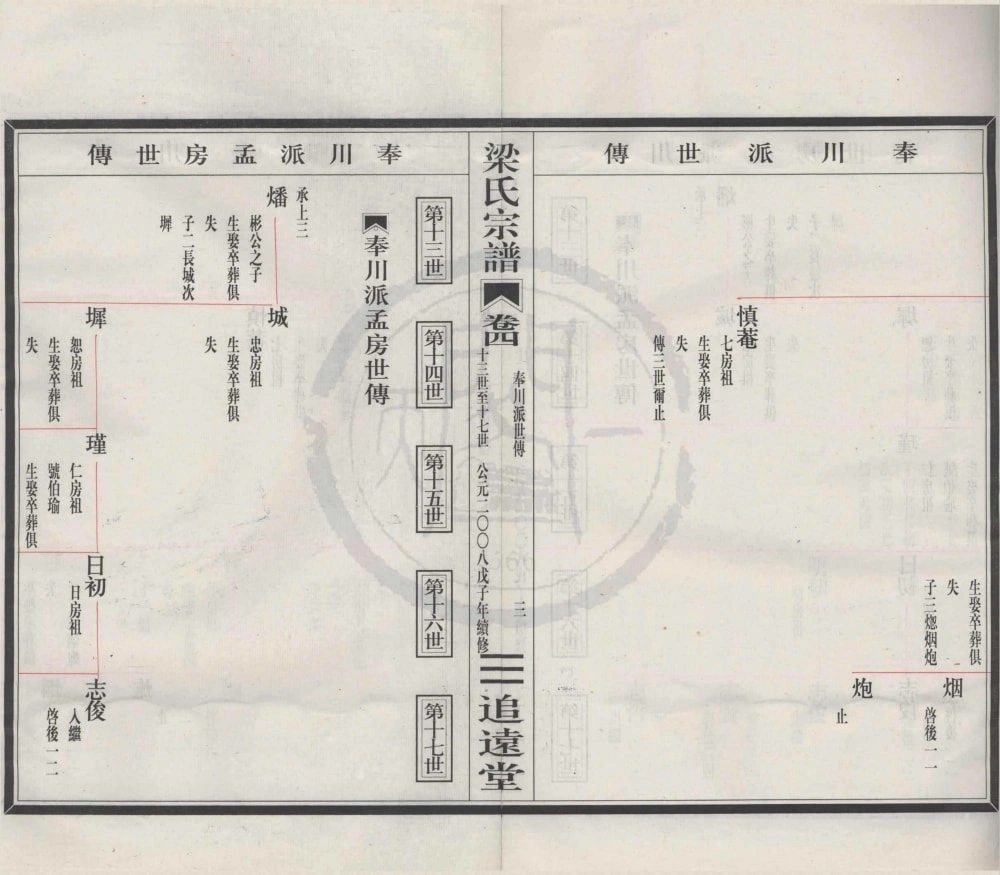 奉川派世傳
生娶卒葬俱
失
子三熜烟炮
烟
啓後一一
炮
止
慎菴
七房祖
生娶卒葬俱
失
傳三世爾止
梁氏宗譜
卷四
十三世至十七世
奉川派世傳
公元二〇〇八戊子年續修
三
追遠堂
奉川派孟房世傳
第十三世
第十四世
第十五世
第十六世
第十七世
奉川派孟房世傳
承上三
燔
彬公之子
生娶卒葬俱
失
子二長城次
墀
城
忠房祖
生娶卒葬俱
失
墀
恕房祖
生娶卒葬俱
失
瑾
仁房祖
號伯瑜
生娶卒葬俱
日初
日房祖
志俊
入繼
啓後一二